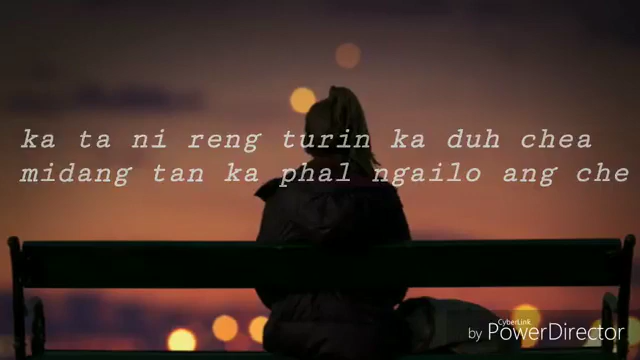 ka ta ni reng turin ka duh chea
midang tan ka phal ngailo ang che
by CyberLink PowerDirector